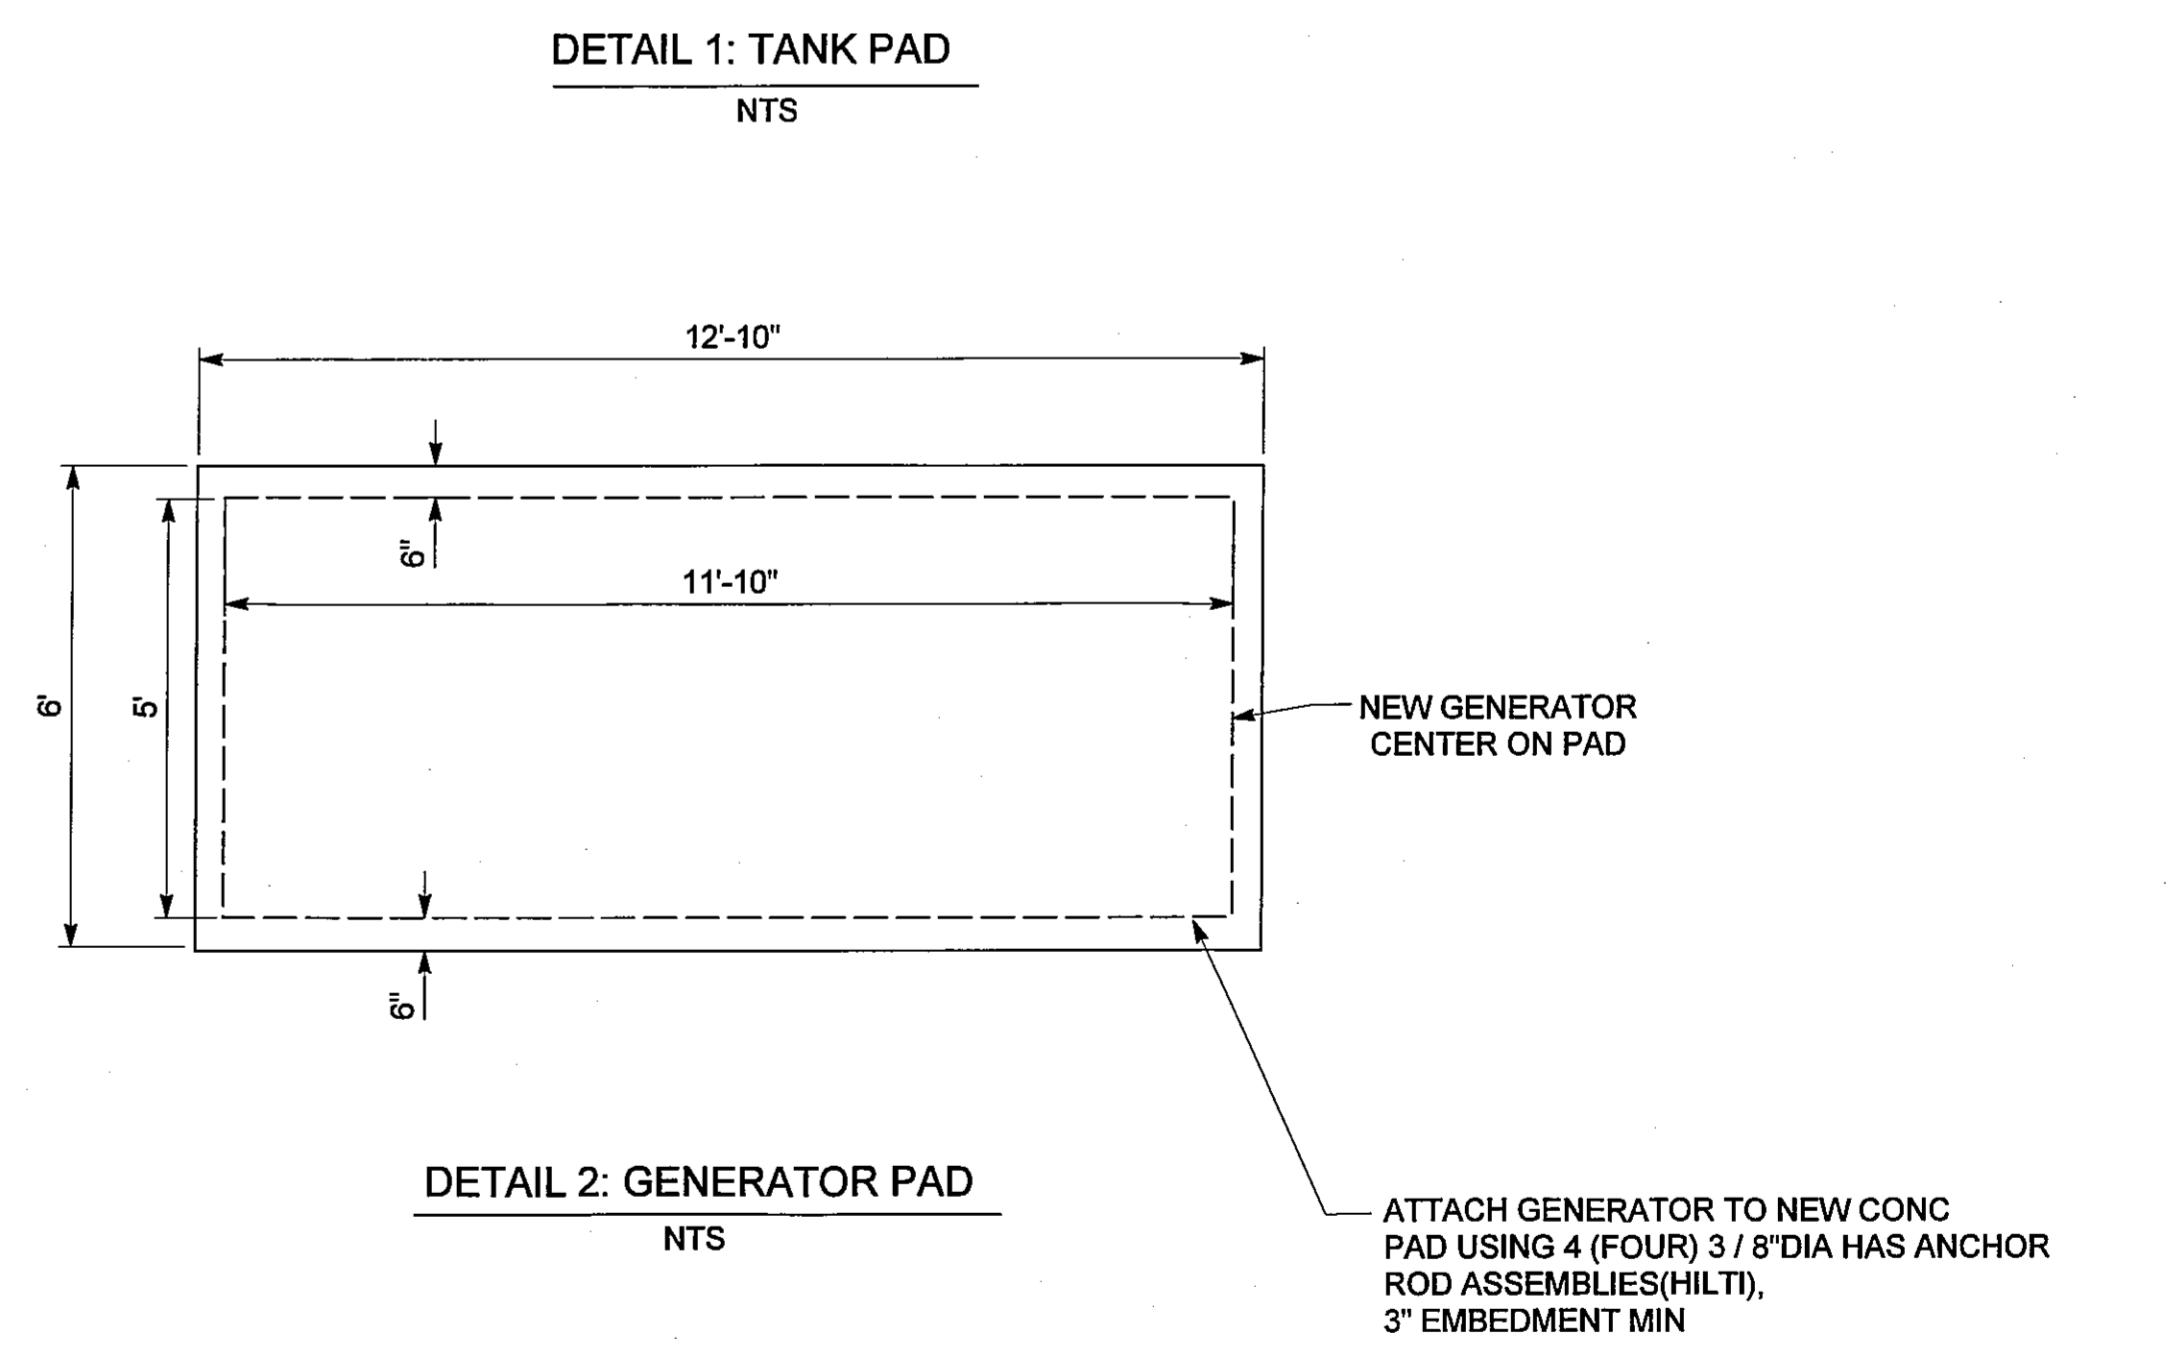 DETAIL 1: TANK PAD
NTS
12'-10"
6"
11'-10"
6'
5'
NEW GENERATOR
CENTER ON PAD
6"
DETAIL 2: GENERATOR PAD
NTS
ATTACH GENERATOR TO NEW CONC
PAD USING 4 (FOUR) 3 / 8"DIA HAS ANCHOR
ROD ASSEMBLIES(HILTI),
3" EMBEDMENT MIN